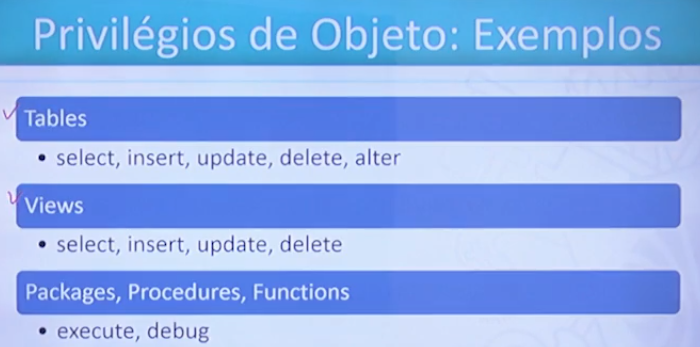 Privilégios de Objeto: Exemplos
Tables
• select, insert, update, delete, alter
Views
• select, insert, update, delete
Packages, Procedures, Functions
• execute, debug